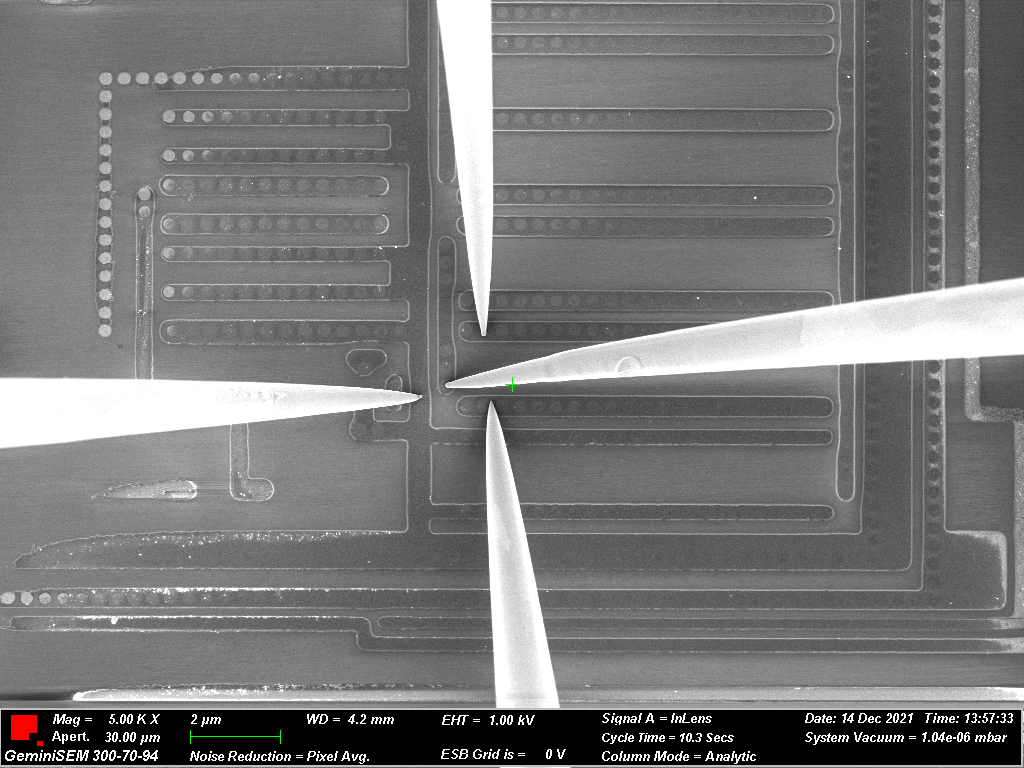 Mag = 5.00 K X 2 µm WD = 4.2 mm EHT = 1.00 kV Signal A = InLens Date: 14 Dec 2021 Time: 13:57:33
Apert. 30.00 µm Cycle Time = 10.3 Secs System Vacuum = 1.04e-06 mbar
GeminiSEM 300-70-94 Noise Reduction = Pixel Avg. ESB Grid is = 0 V Column Mode = Analytic